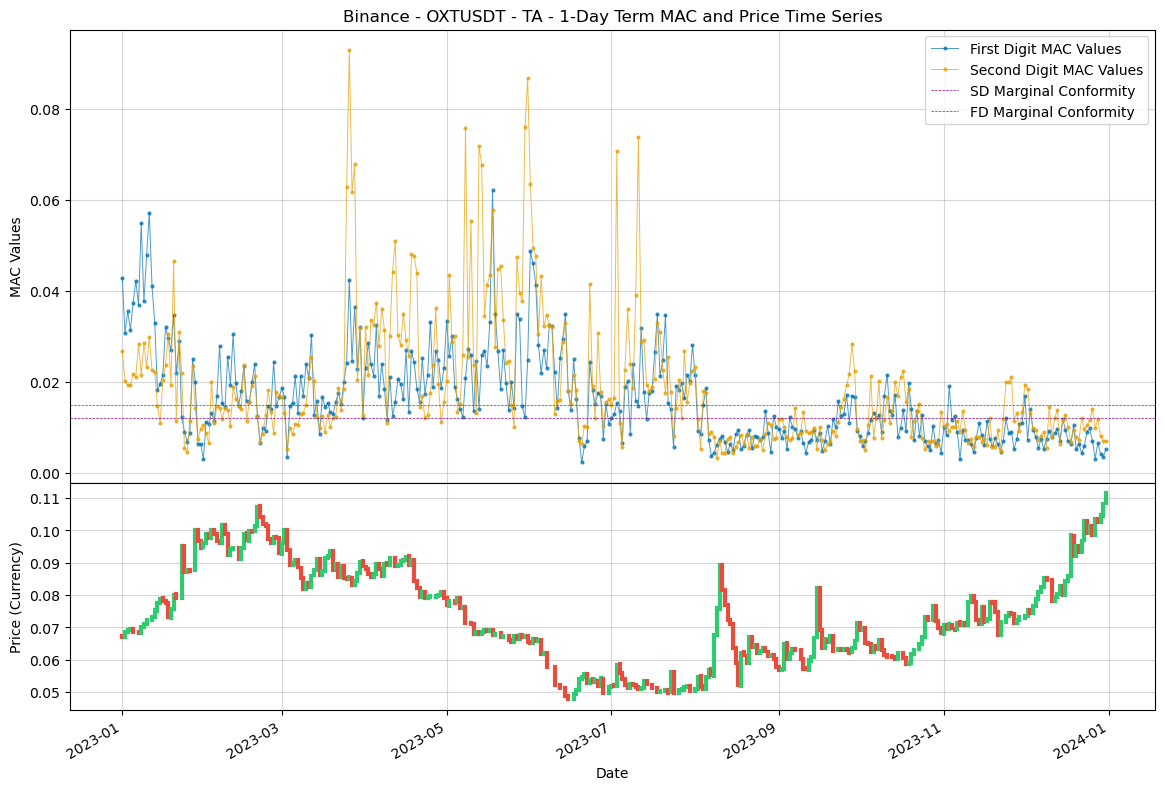 Binance - OXTUSDT - TA - 1-Day Term MAC and Price Time Series
First Digit MAC Values
Second Digit MAC Values
SD Marginal Conformity
FD Marginal Conformity
MAC Values
0.08
0.06
0.04
0.02
0.00
Price (Currency)
0.11
0.10
0.09
0.08
0.07
0.06
0.05
2023-01
2023-03
2023-05
2023-07
2023-09
2023-11
2024-01
Date